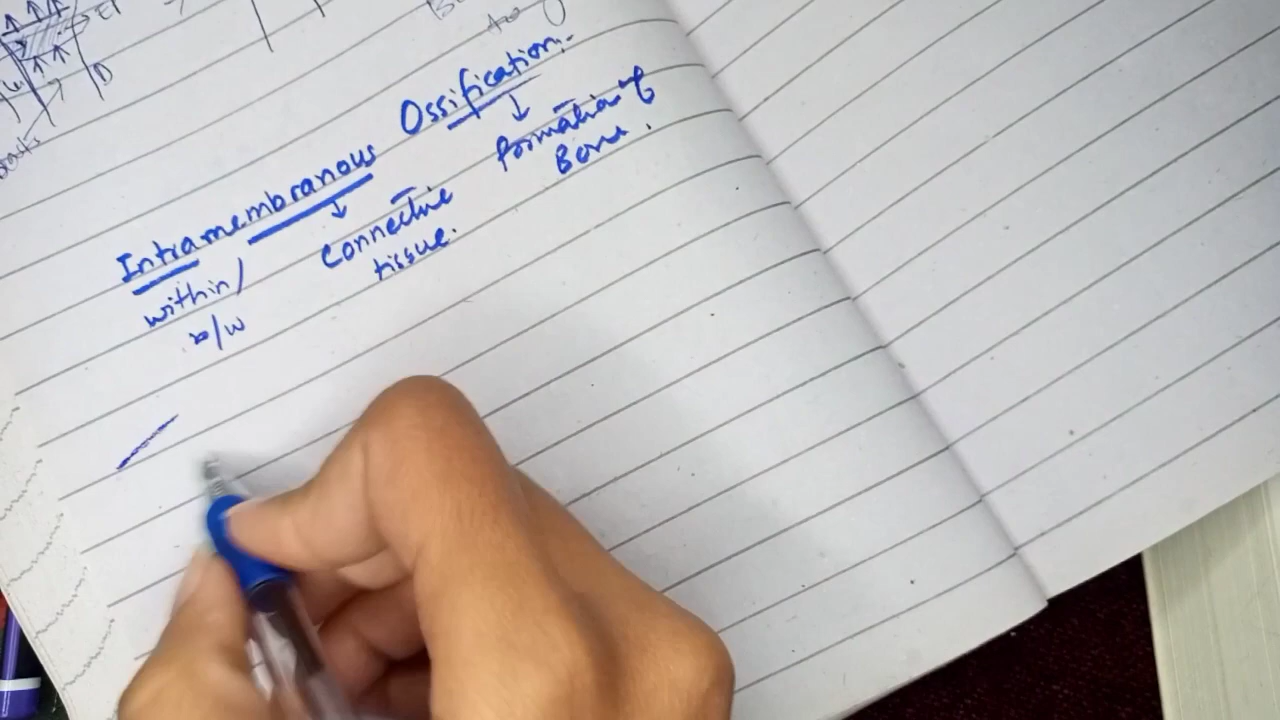 Intramembranous Ossification:-
↓ Formation of
Bone.
↓ Connective
tissue.
within/
b/w